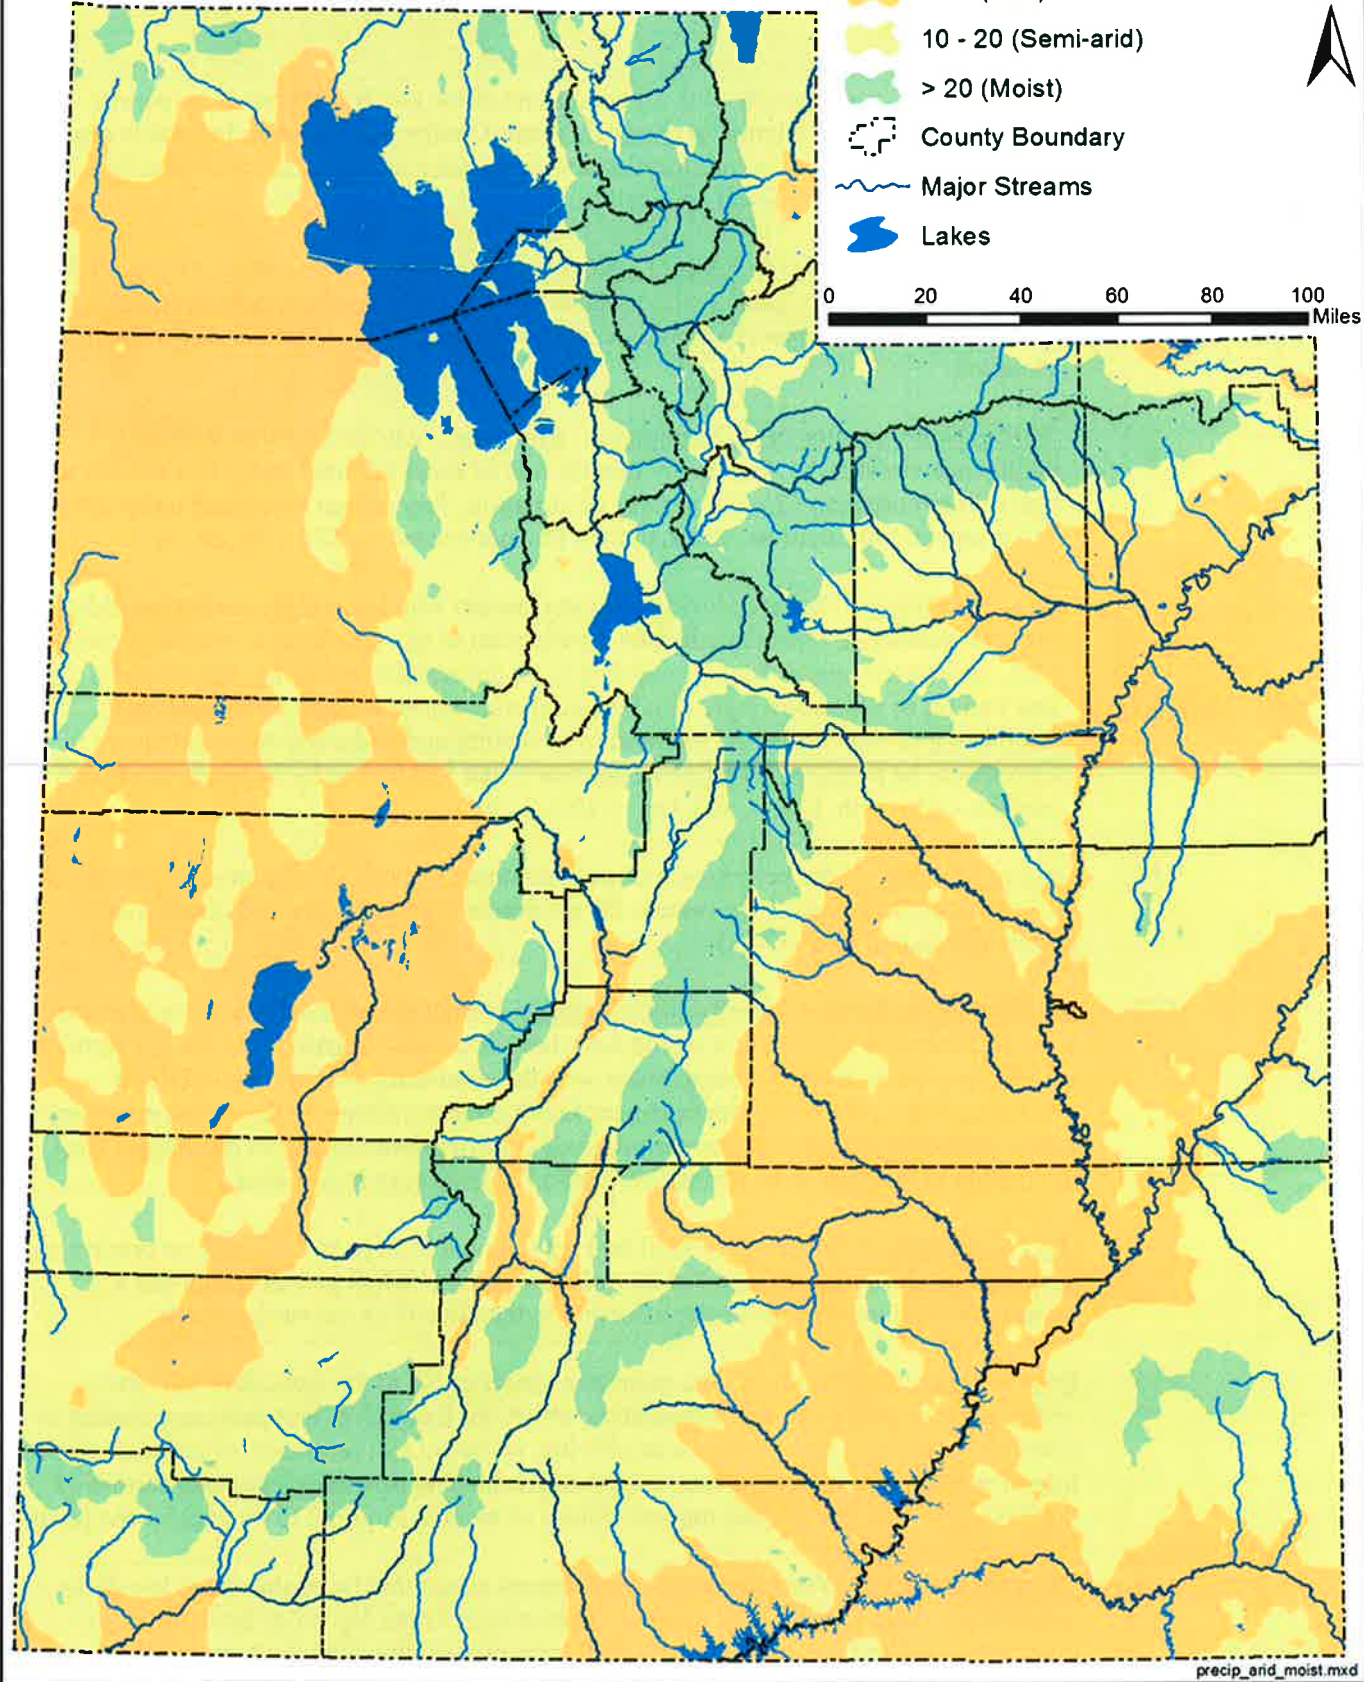 10 - 20 (Semi-arid)
> 20 (Moist)
County Boundary
Major Streams
Lakes
0 20 40 60 80 100
Miles
precip_arid_moist.mxd